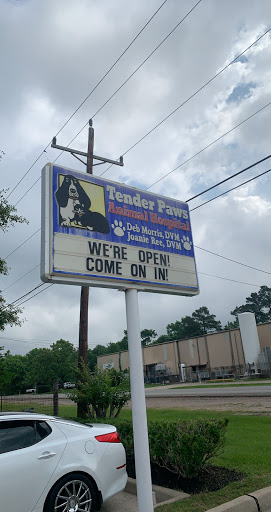 Tender Paws
Animal Hospital
Deb Morris, DVM
Joanie Ree, DVM
WE'RE OPEN!
COME ON IN!